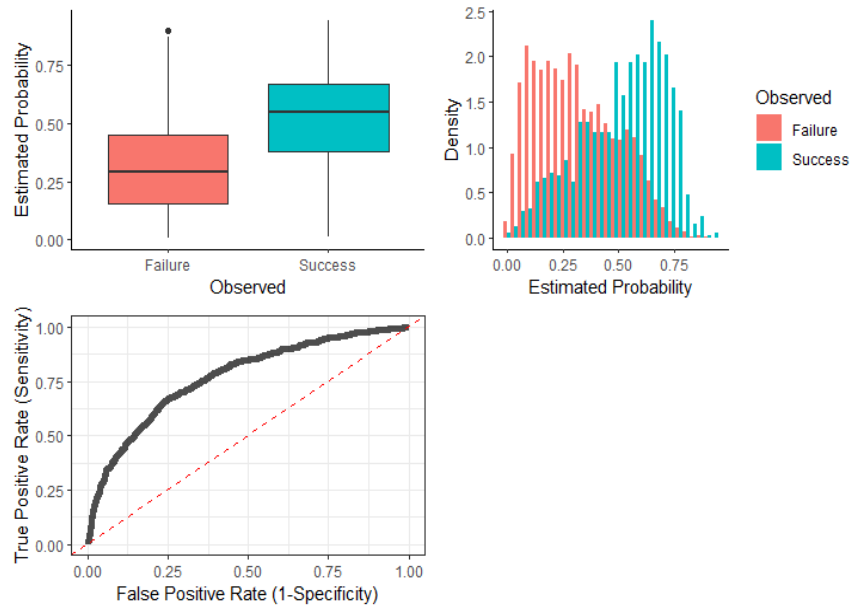 Estimated Probability
0.75
0.50
0.25
0.00
Failure Success
Observed
Density
2.5
2.0
1.5
1.0
0.5
0.0
0.00 0.25 0.50 0.75
Estimated Probability
Observed
Failure
Success
True Positive Rate (Sensitivity)
1.00
0.75
0.50
0.25
0.00
0.00 0.25 0.50 0.75 1.00
False Positive Rate (1-Specificity)